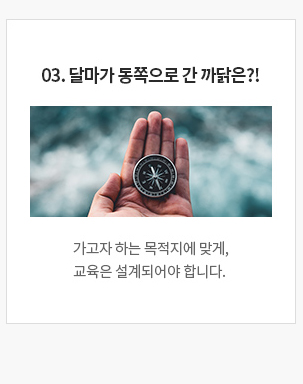 03. 달마가 동쪽으로 간 까닭은?!
가고자 하는 목적지에 맞게,
교육은 설계되어야 합니다.